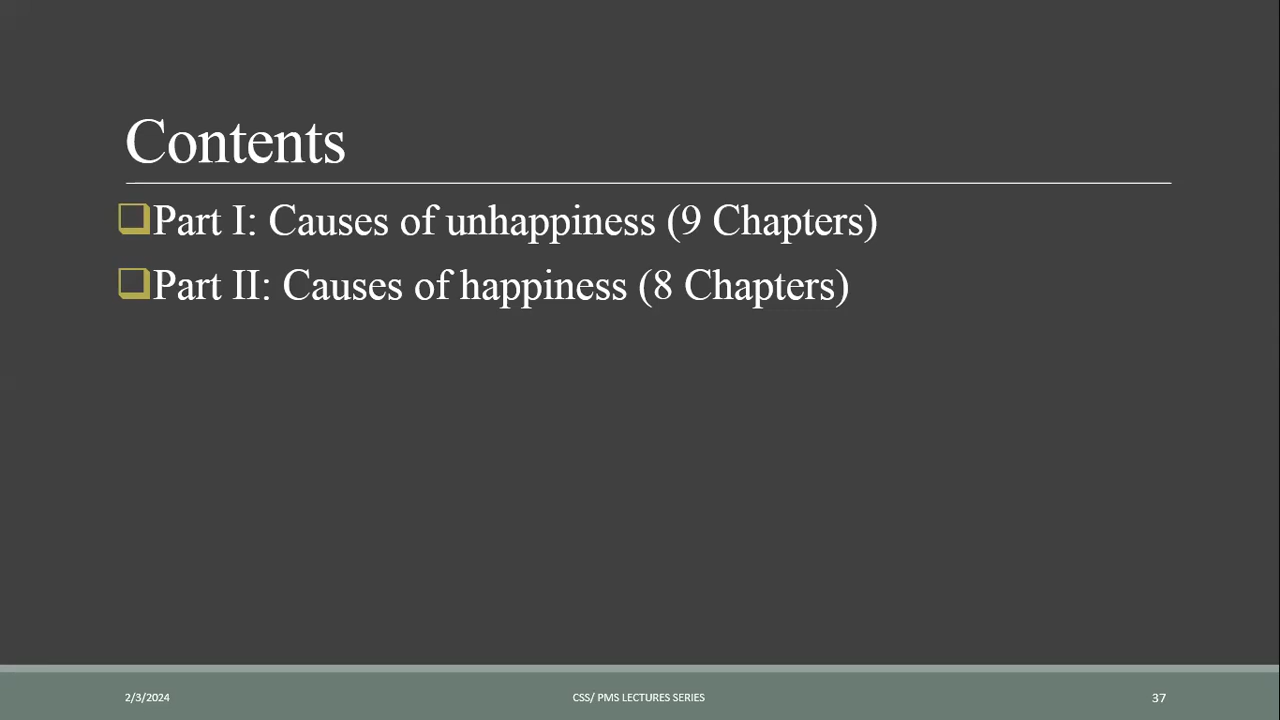 Contents
Part I: Causes of unhappiness (9 Chapters)
Part II: Causes of happiness (8 Chapters)
2/3/2024
CSS/ PMS LECTURES SERIES
37